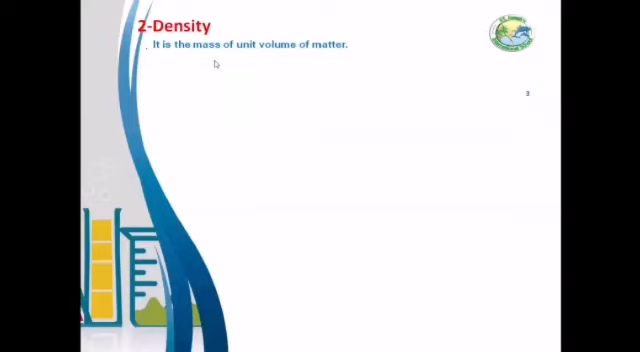 2-Density
. It is the mass of unit volume of matter.
3